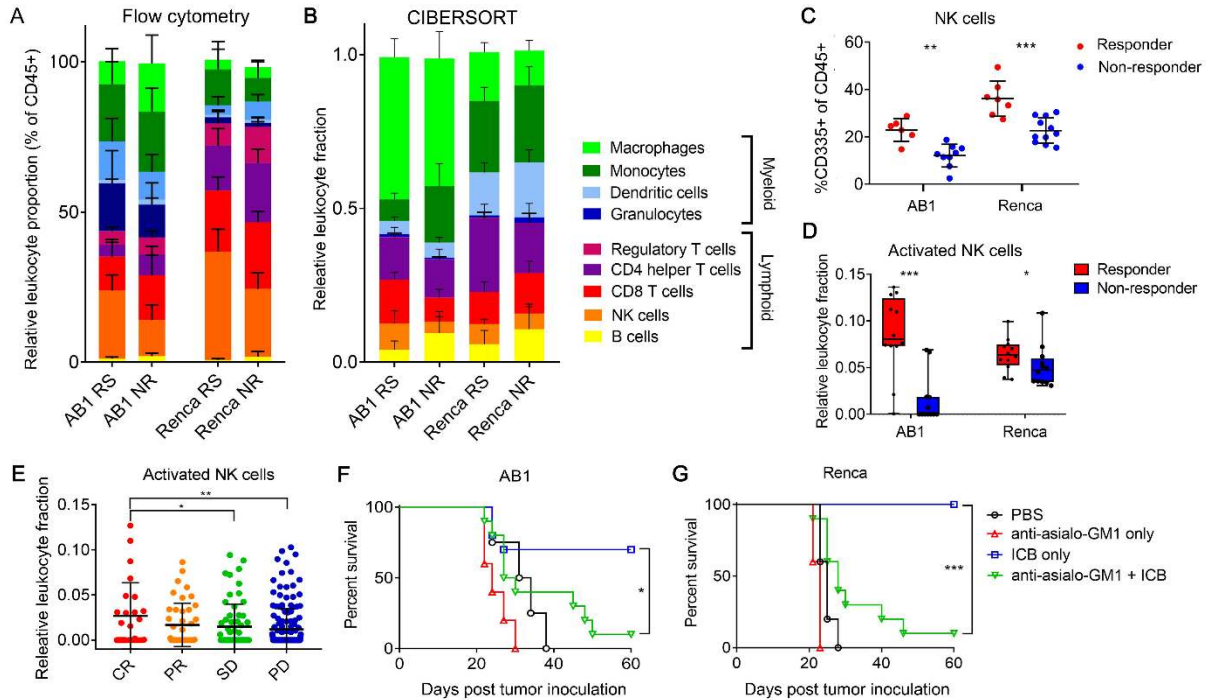 A
Flow cytometry
Relative leukocyte proportion (% of CD45+)
100
50
0
AB1 RS
AB1 NR
Renca RS
Renca NR
B
CIBERSORT
Relative leukocyte fraction
1.0
0.5
0.0
AB1 RS
AB1 NR
Renca RS
Renca NR
Macrophages
Monocytes
Dendritic cells
Granulocytes
Myeloid
Regulatory T cells
CD4 helper T cells
CD8 T cells
NK cells
B cells
Lymphoid
C
NK cells
%CD335+ of CD45+
60
40
20
0
**
***
AB1
Renca
Responder
Non-responder
D
Activated NK cells
Relative leukocyte fraction
0.15
0.10
0.05
0.00
***
*
AB1
Renca
Responder
Non-responder
E
Activated NK cells
Releative leukocyte fraction
0.15
0.10
0.05
0.00
**
*
CR
PR
SD
PD
F
AB1
Percent survival
100
50
0
0
20
40
60
*
Days post tumor inoculation
G
Renca
Percent survival
100
50
0
0
20
40
60
***
Days post tumor inoculation
PBS
anti-asialo-GM1 only
ICB only
anti-asialo-GM1 + ICB